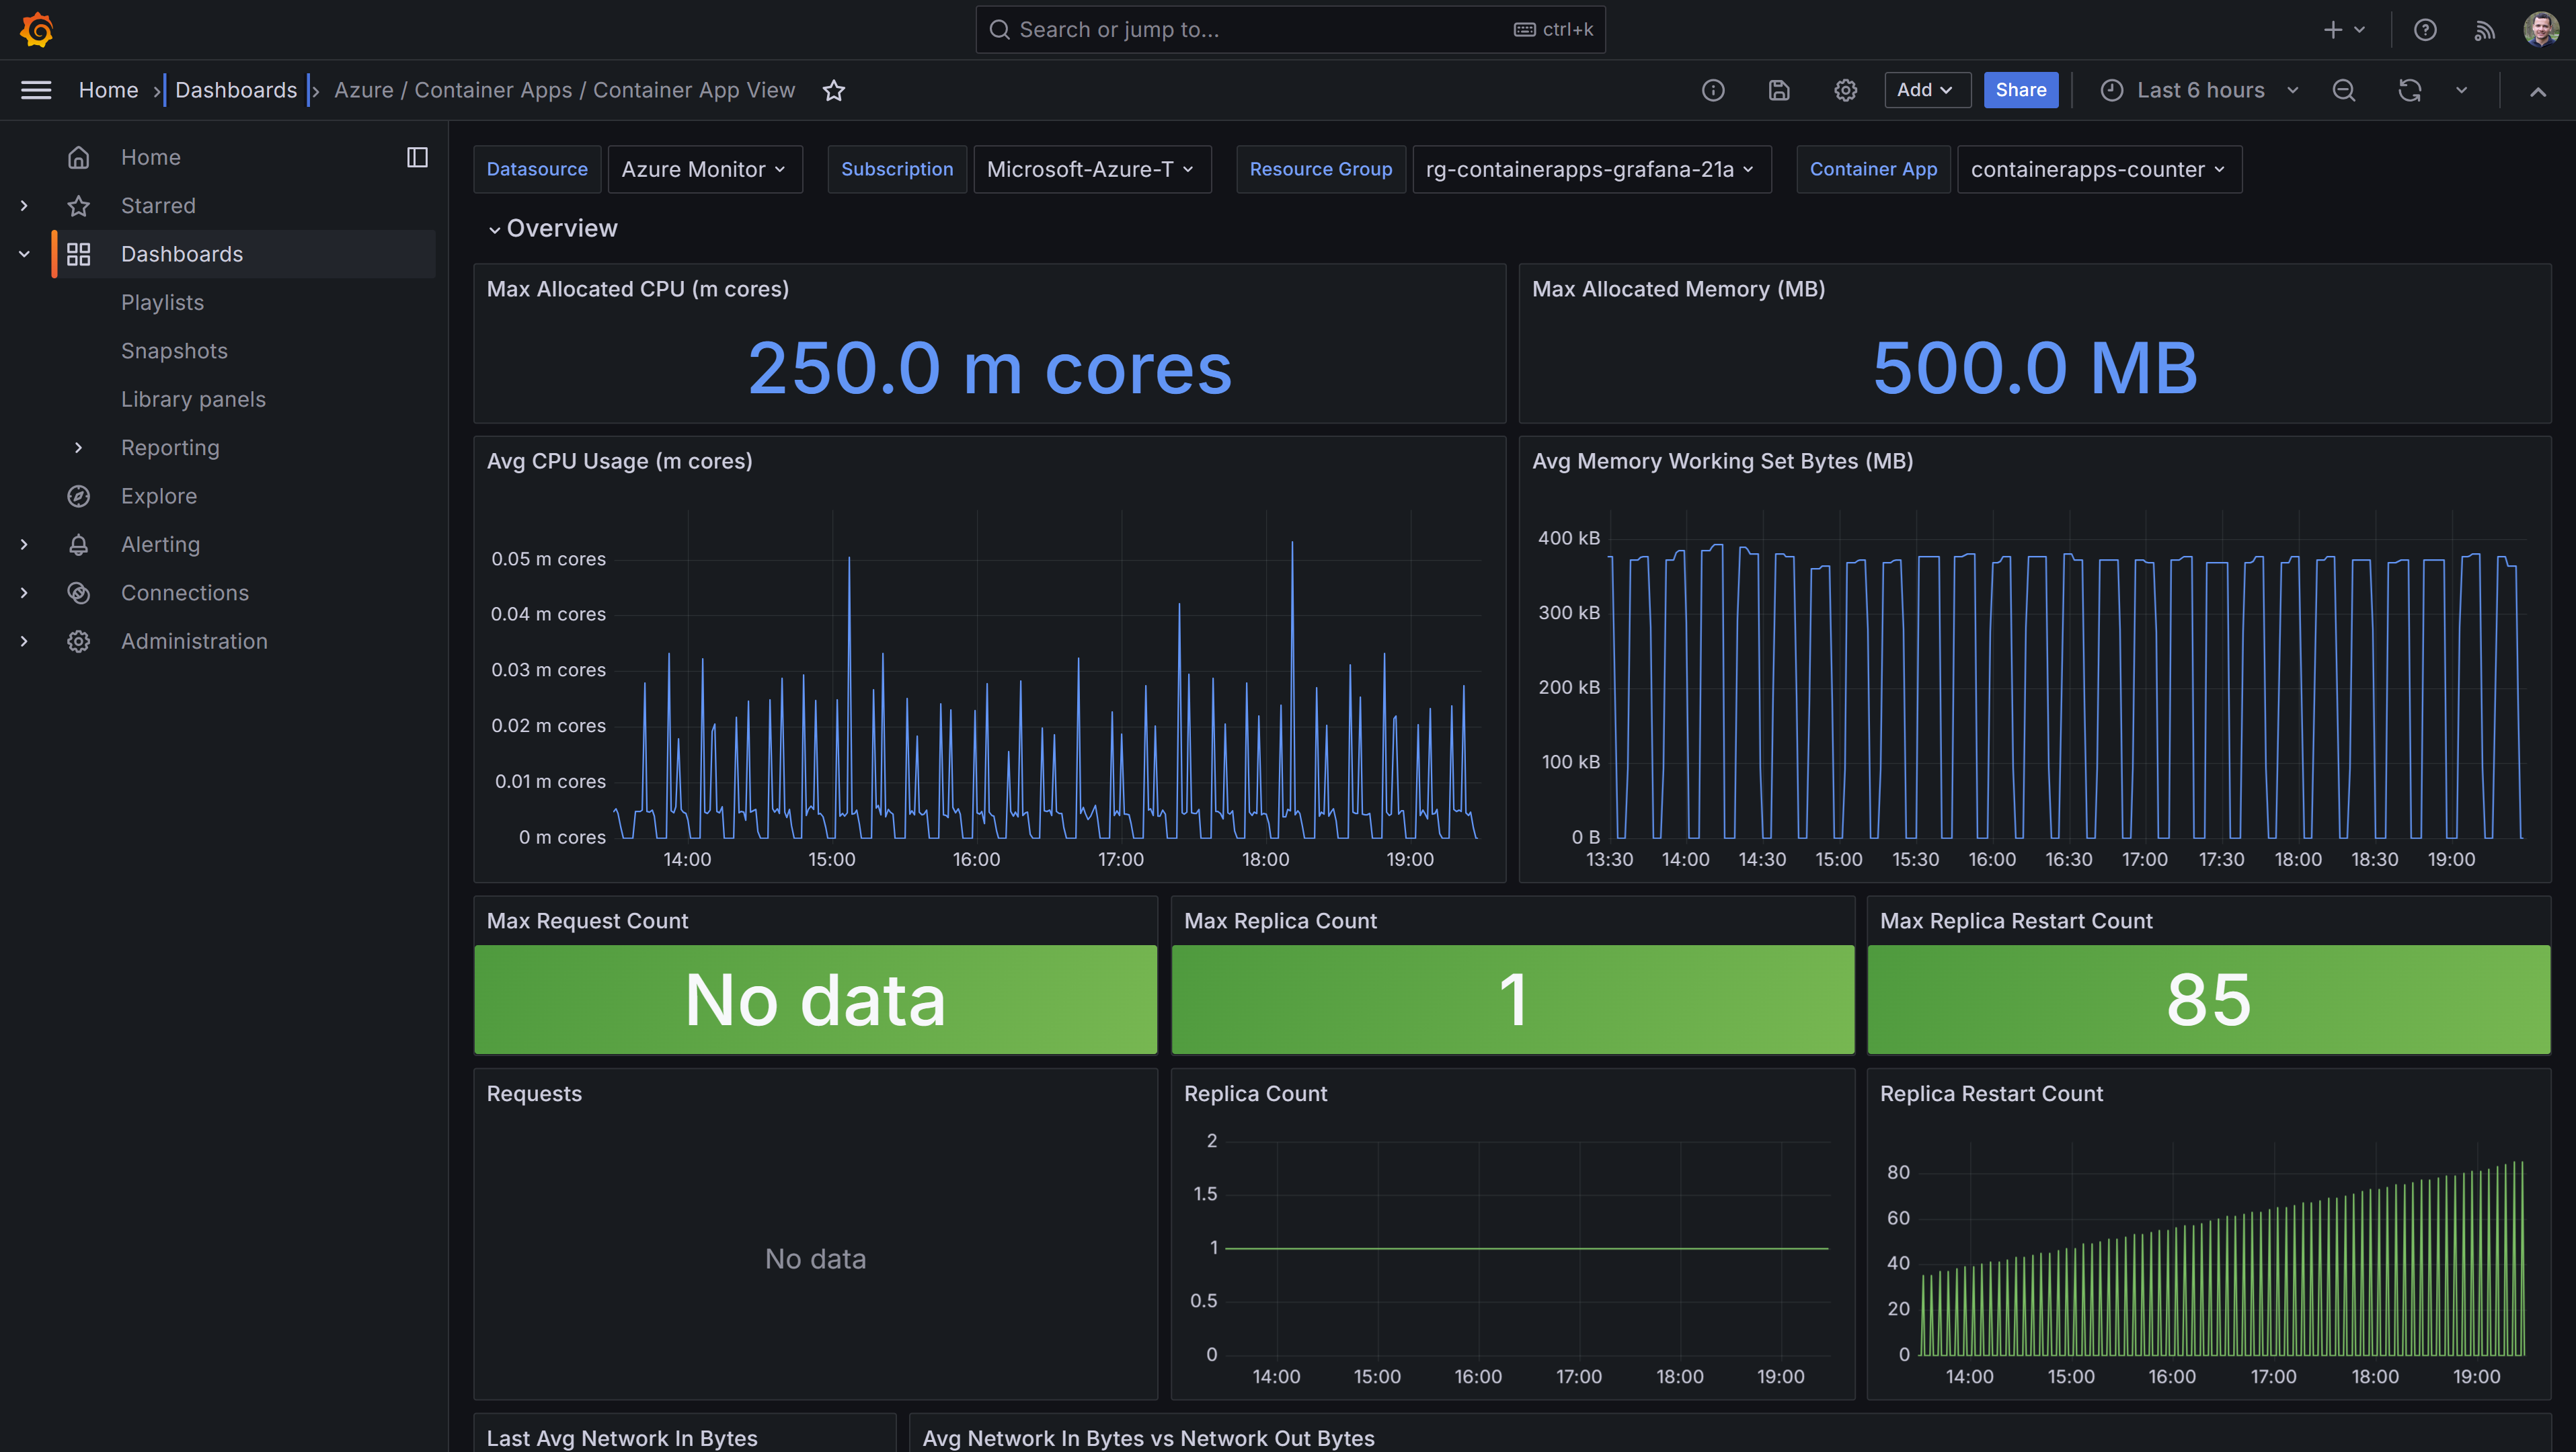 Search or jump to... ctrl+k
Home Dashboards Azure / Container Apps / Container App View Add Share Last 6 hours
Home
Starred
Dashboards
Playlists
Snapshots
Library panels
Reporting
Explore
Alerting
Connections
Administration
Datasource Azure Monitor Subscription Microsoft-Azure-T Resource Group rg-containerapps-grafana-21a Container App containerapps-counter
Overview
Max Allocated CPU (m cores)
250.0 m cores
Max Allocated Memory (MB)
500.0 MB
Avg CPU Usage (m cores)
0.05 m cores
0.04 m cores
0.03 m cores
0.02 m cores
0.01 m cores
0 m cores
14:00 15:00 16:00 17:00 18:00 19:00
Avg Memory Working Set Bytes (MB)
400 kB
300 kB
200 kB
100 kB
0 B
13:30 14:00 14:30 15:00 15:30 16:00 16:30 17:00 17:30 18:00 18:30 19:00
Max Request Count
No data
Max Replica Count
1
Max Replica Restart Count
85
Requests
No data
Replica Count
2
1.5
1
0.5
0
14:00 15:00 16:00 17:00 18:00 19:00
Replica Restart Count
80
60
40
20
0
14:00 15:00 16:00 17:00 18:00 19:00
Last Avg Network In Bytes
Avg Network In Bytes vs Network Out Bytes